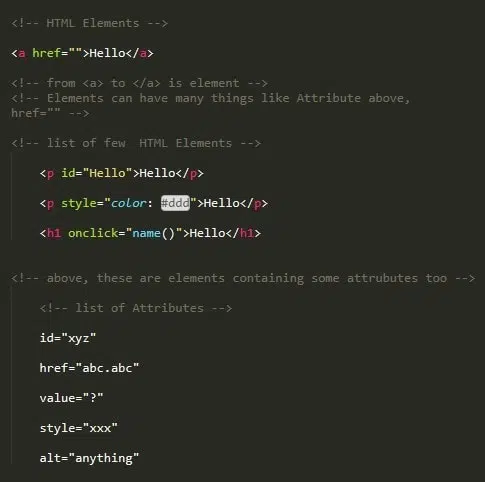 <!-- HTML Elements -->
<a href="">Hello</a>
<!-- from <a> to </a> is element -->
<!-- Elements can have many things like Attribute above,
href="" -->
<!-- list of few  HTML Elements -->
<p id="Hello">Hello</p>
<p style="color: #ddd">Hello</p>
<h1 onclick="name()">Hello</h1>
<!-- above, these are elements containing some attrubutes too -->
<!-- list of Attributes -->
id="xyz"
href="abc.abc"
value="?"
style="xxx"
alt="anything"